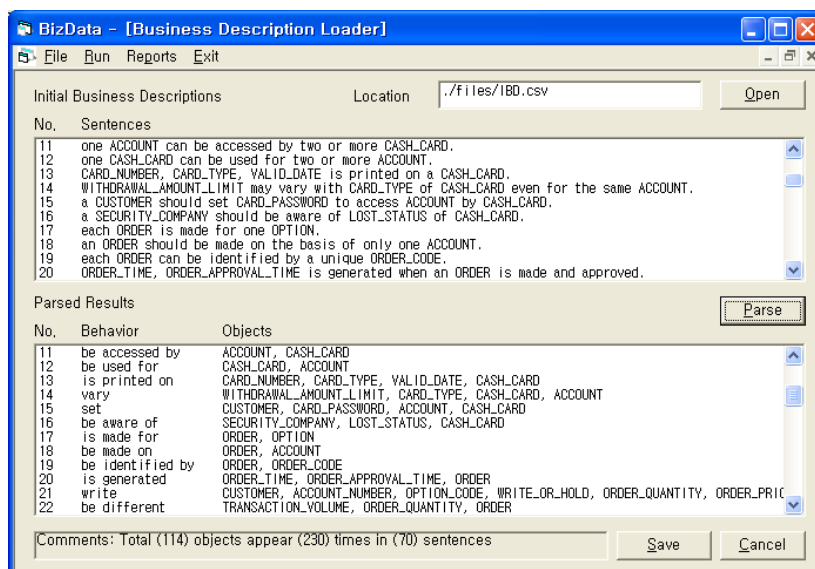 BizData - [Business Description Loader]
File Run Reports Exit
Initial Business Descriptions Location ./files/IBD.csv Open
No. Sentences
11 one ACCOUNT can be accessed by two or more CASH_CARD.
12 one CASH_CARD can be used for two or more ACCOUNT.
13 CARD_NUMBER, CARD_TYPE, VALID_DATE is printed on a CASH_CARD.
14 WITHDRAWAL_AMOUNT_LIMIT may vary with CARD_TYPE of CASH_CARD even for the same ACCOUNT.
15 a CUSTOMER should set CARD_PASSWORD to access ACCOUNT by CASH_CARD.
16 a SECURITY_COMPANY should be aware of LOST_STATUS of CASH_CARD.
17 each ORDER is made for one OPTION.
18 an ORDER should be made on the basis of only one ACCOUNT.
19 each ORDER can be identified by a unique ORDER_CODE.
20 ORDER_TIME, ORDER_APPROVAL_TIME is generated when an ORDER is made and approved.
Parsed Results Parse
No. Behavior Objects
11 be accessed by ACCOUNT, CASH_CARD
12 be used for CASH_CARD, ACCOUNT
13 is printed on CARD_NUMBER, CARD_TYPE, VALID_DATE, CASH_CARD
14 vary WITHDRAWAL_AMOUNT_LIMIT, CARD_TYPE, CASH_CARD, ACCOUNT
15 set CUSTOMER, CARD_PASSWORD, ACCOUNT, CASH_CARD
16 be aware of SECURITY_COMPANY, LOST_STATUS, CASH_CARD
17 is made for ORDER, OPTION
18 be made on ORDER, ACCOUNT
19 be identified by ORDER, ORDER_CODE
20 is generated ORDER_TIME, ORDER_APPROVAL_TIME, ORDER
21 write CUSTOMER, ACCOUNT_NUMBER, OPTION_CODE, WRITE_OR_HOLD, ORDER_QUANTITY, ORDER_PRIC
22 be different TRANSACTION_VOLUME, ORDER_QUANTITY, ORDER
Comments: Total (114) objects appear (230) times in (70) sentences Save Cancel